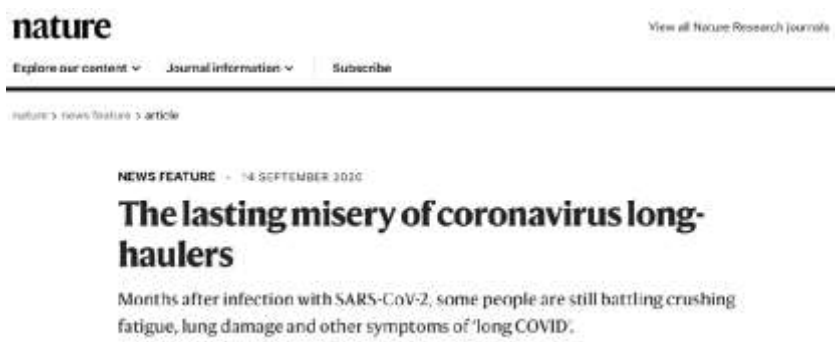 nature
View all Nature Research journals
Explore our content
Journal information
Subscribe
nature > news feature > article
NEWS FEATURE · 14 SEPTEMBER 2020
The lasting misery of coronavirus long-
haulers
Months after infection with SARS-CoV-2, some people are still battling crushing
fatigue, lung damage and other symptoms of 'long COVID'.